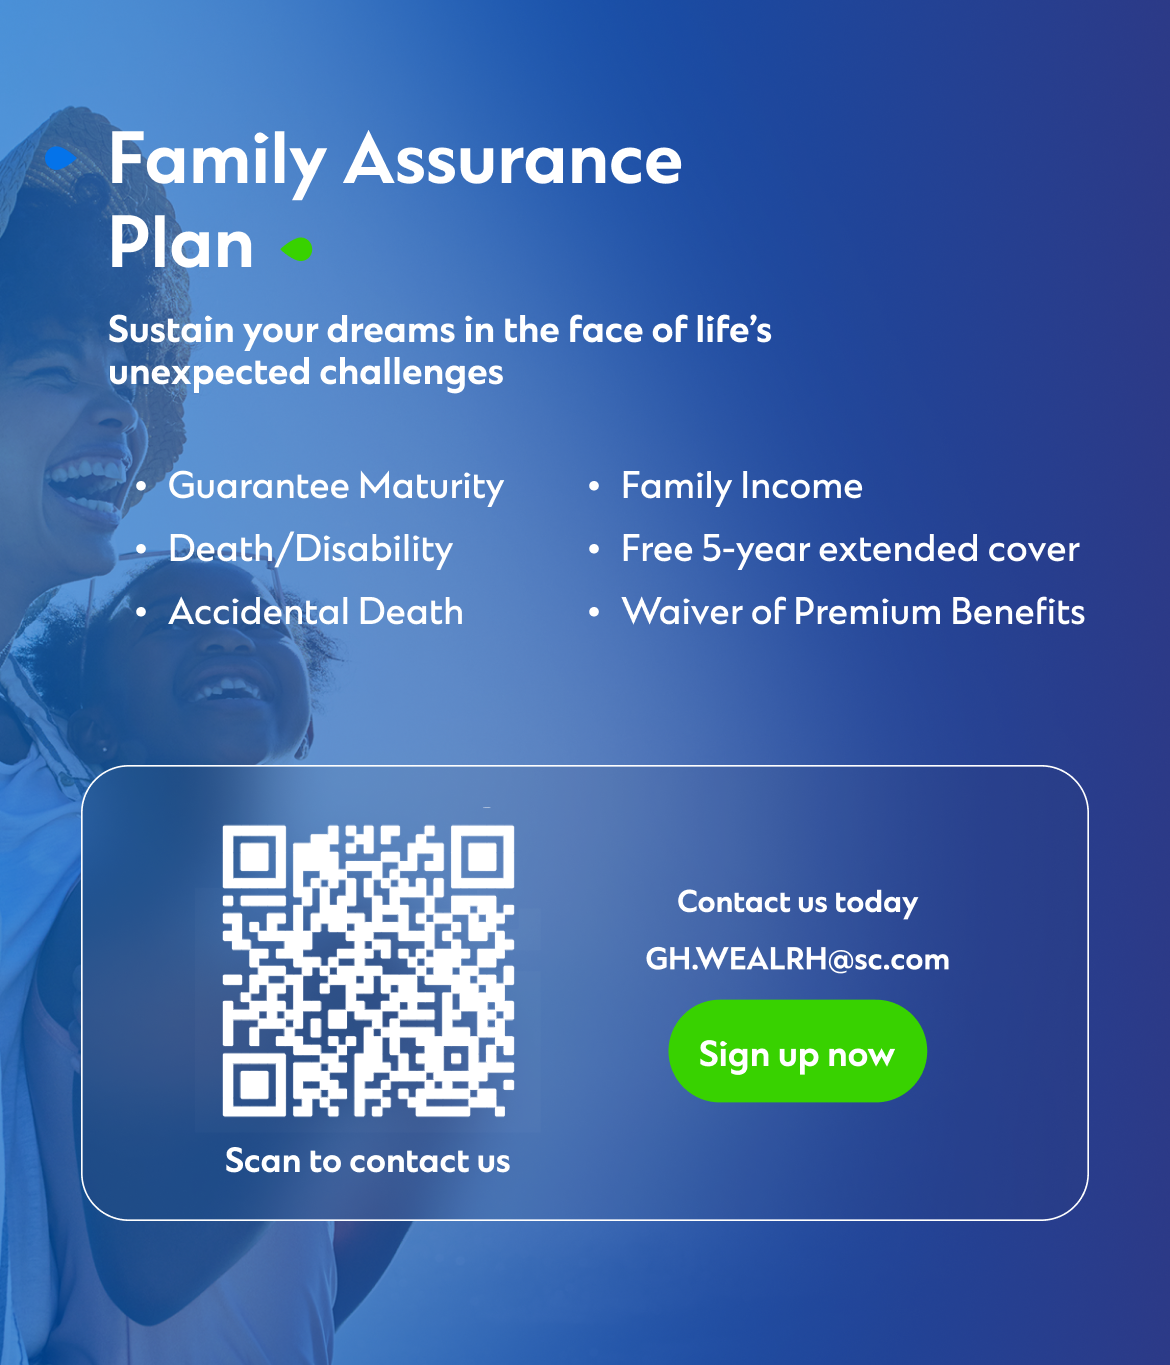 Family Assurance
Plan
Sustain your dreams in the face of life’s
unexpected challenges
• Guarantee Maturity
• Death/Disability
• Accidental Death
• Family Income
• Free 5-year extended cover
• Waiver of Premium Benefits
Scan to contact us
Contact us today
GH.WEALRH@sc.com
Sign up now